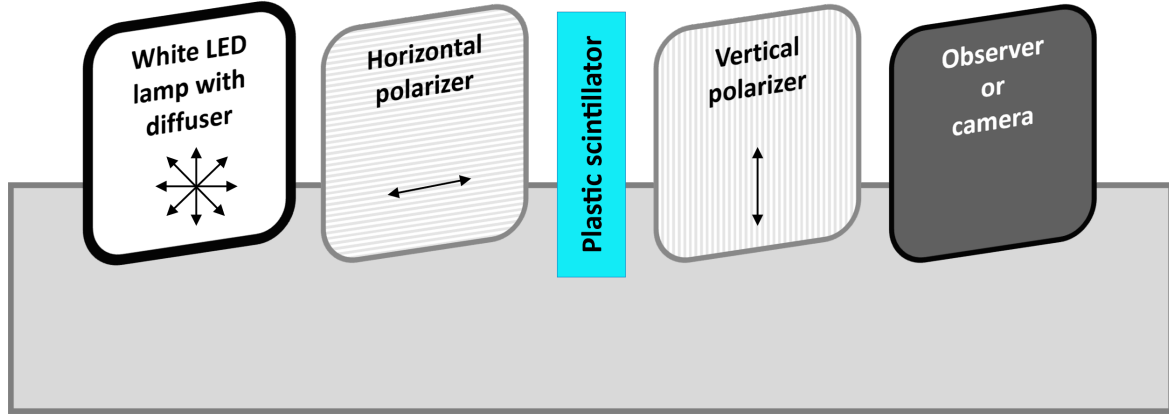 White LED
lamp with
diffuser
Horizontal
polarizer
Plastic scintillator
Vertical
polarizer
Observer
or
camera